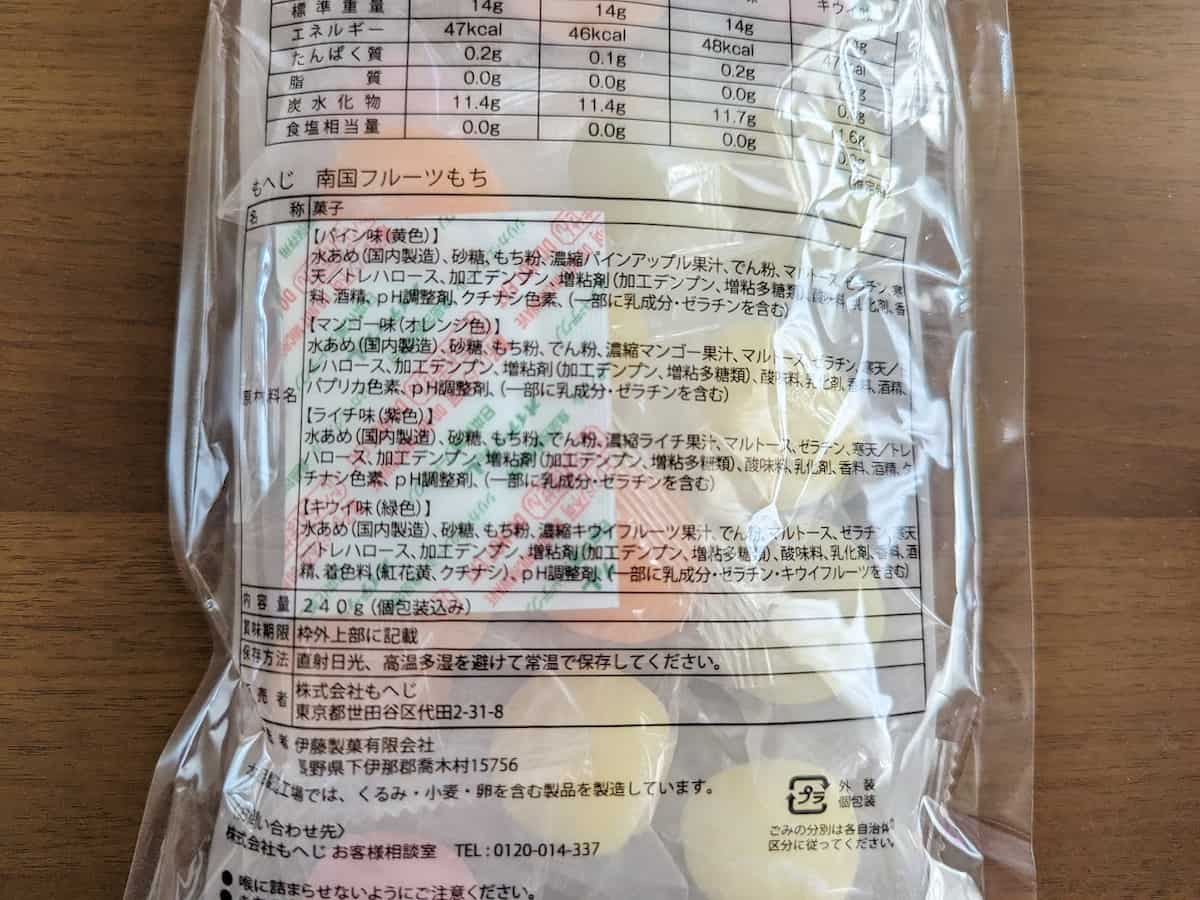 標準重量 14g 14g 14g
キウイ味
エネルギー 47kcal 46kcal 48kcal
たんぱく質 0.2g 0.1g 0.2g
脂質 0.0g 0.0g 0.0g
炭水化物 11.4g 11.4g 11.7g
食塩相当量 0.0g 0.0g 0.0g
もへじ 南国フルーツもち
名称 菓子
原材料名
【パイン味(黄色)】
水あめ(国内製造)、砂糖、もち粉、濃縮パインアップル果汁、でん粉、マルトース、ゼラチン、寒
天／トレハロース、加工デンプン、増粘剤(加工デンプン、増粘多糖類)、酸味料、乳化剤、香
料、酒精、pH調整剤、クチナシ色素、(一部に乳成分・ゼラチンを含む)
【マンゴー味(オレンジ色)】
水あめ(国内製造)、砂糖、もち粉、でん粉、濃縮マンゴー果汁、マルトース、ゼラチン、寒天／ト
レハロース、加工デンプン、増粘剤(加工デンプン、増粘多糖類)、酸味料、乳化剤、香料、酒精、
パプリカ色素、pH調整剤、(一部に乳成分・ゼラチンを含む)
【ライチ味(紫色)】
水あめ(国内製造)、砂糖、もち粉、でん粉、濃縮ライチ果汁、マルトース、ゼラチン、寒天／トレ
ハロース、加工デンプン、増粘剤(加工デンプン、増粘多糖類)、酸味料、乳化剤、香料、酒精、ク
チナシ色素、pH調整剤、(一部に乳成分・ゼラチンを含む)
【キウイ味(緑色)】
水あめ(国内製造)、砂糖、もち粉、濃縮キウイフルーツ果汁、でん粉、マルトース、ゼラチン、寒天
／トレハロース、加工デンプン、増粘剤(加工デンプン、増粘多糖類)、酸味料、乳化剤、香料、酒
精、着色料(紅花黄、クチナシ)、pH調整剤、(一部に乳成分・ゼラチン・キウイフルーツを含む)
内容量 240g(個包装込み)
賞味期限 枠外上部に記載
保存方法 直射日光、高温多湿を避けて常温で保存してください。
売者 株式会社もへじ
東京都世田谷区代田2-31-8
者 伊藤製菓有限会社
長野県下伊那郡喬木村15756
工場では、くるみ・小麦・卵を含む製品を製造しています。
プラ 外装
個包装
ごみの分別は各自治体の
区分に従ってください。
い合わせ先〉
株式会社もへじ お客様相談室 TEL:0120-014-337
●喉に詰まらせないようにご注意ください。